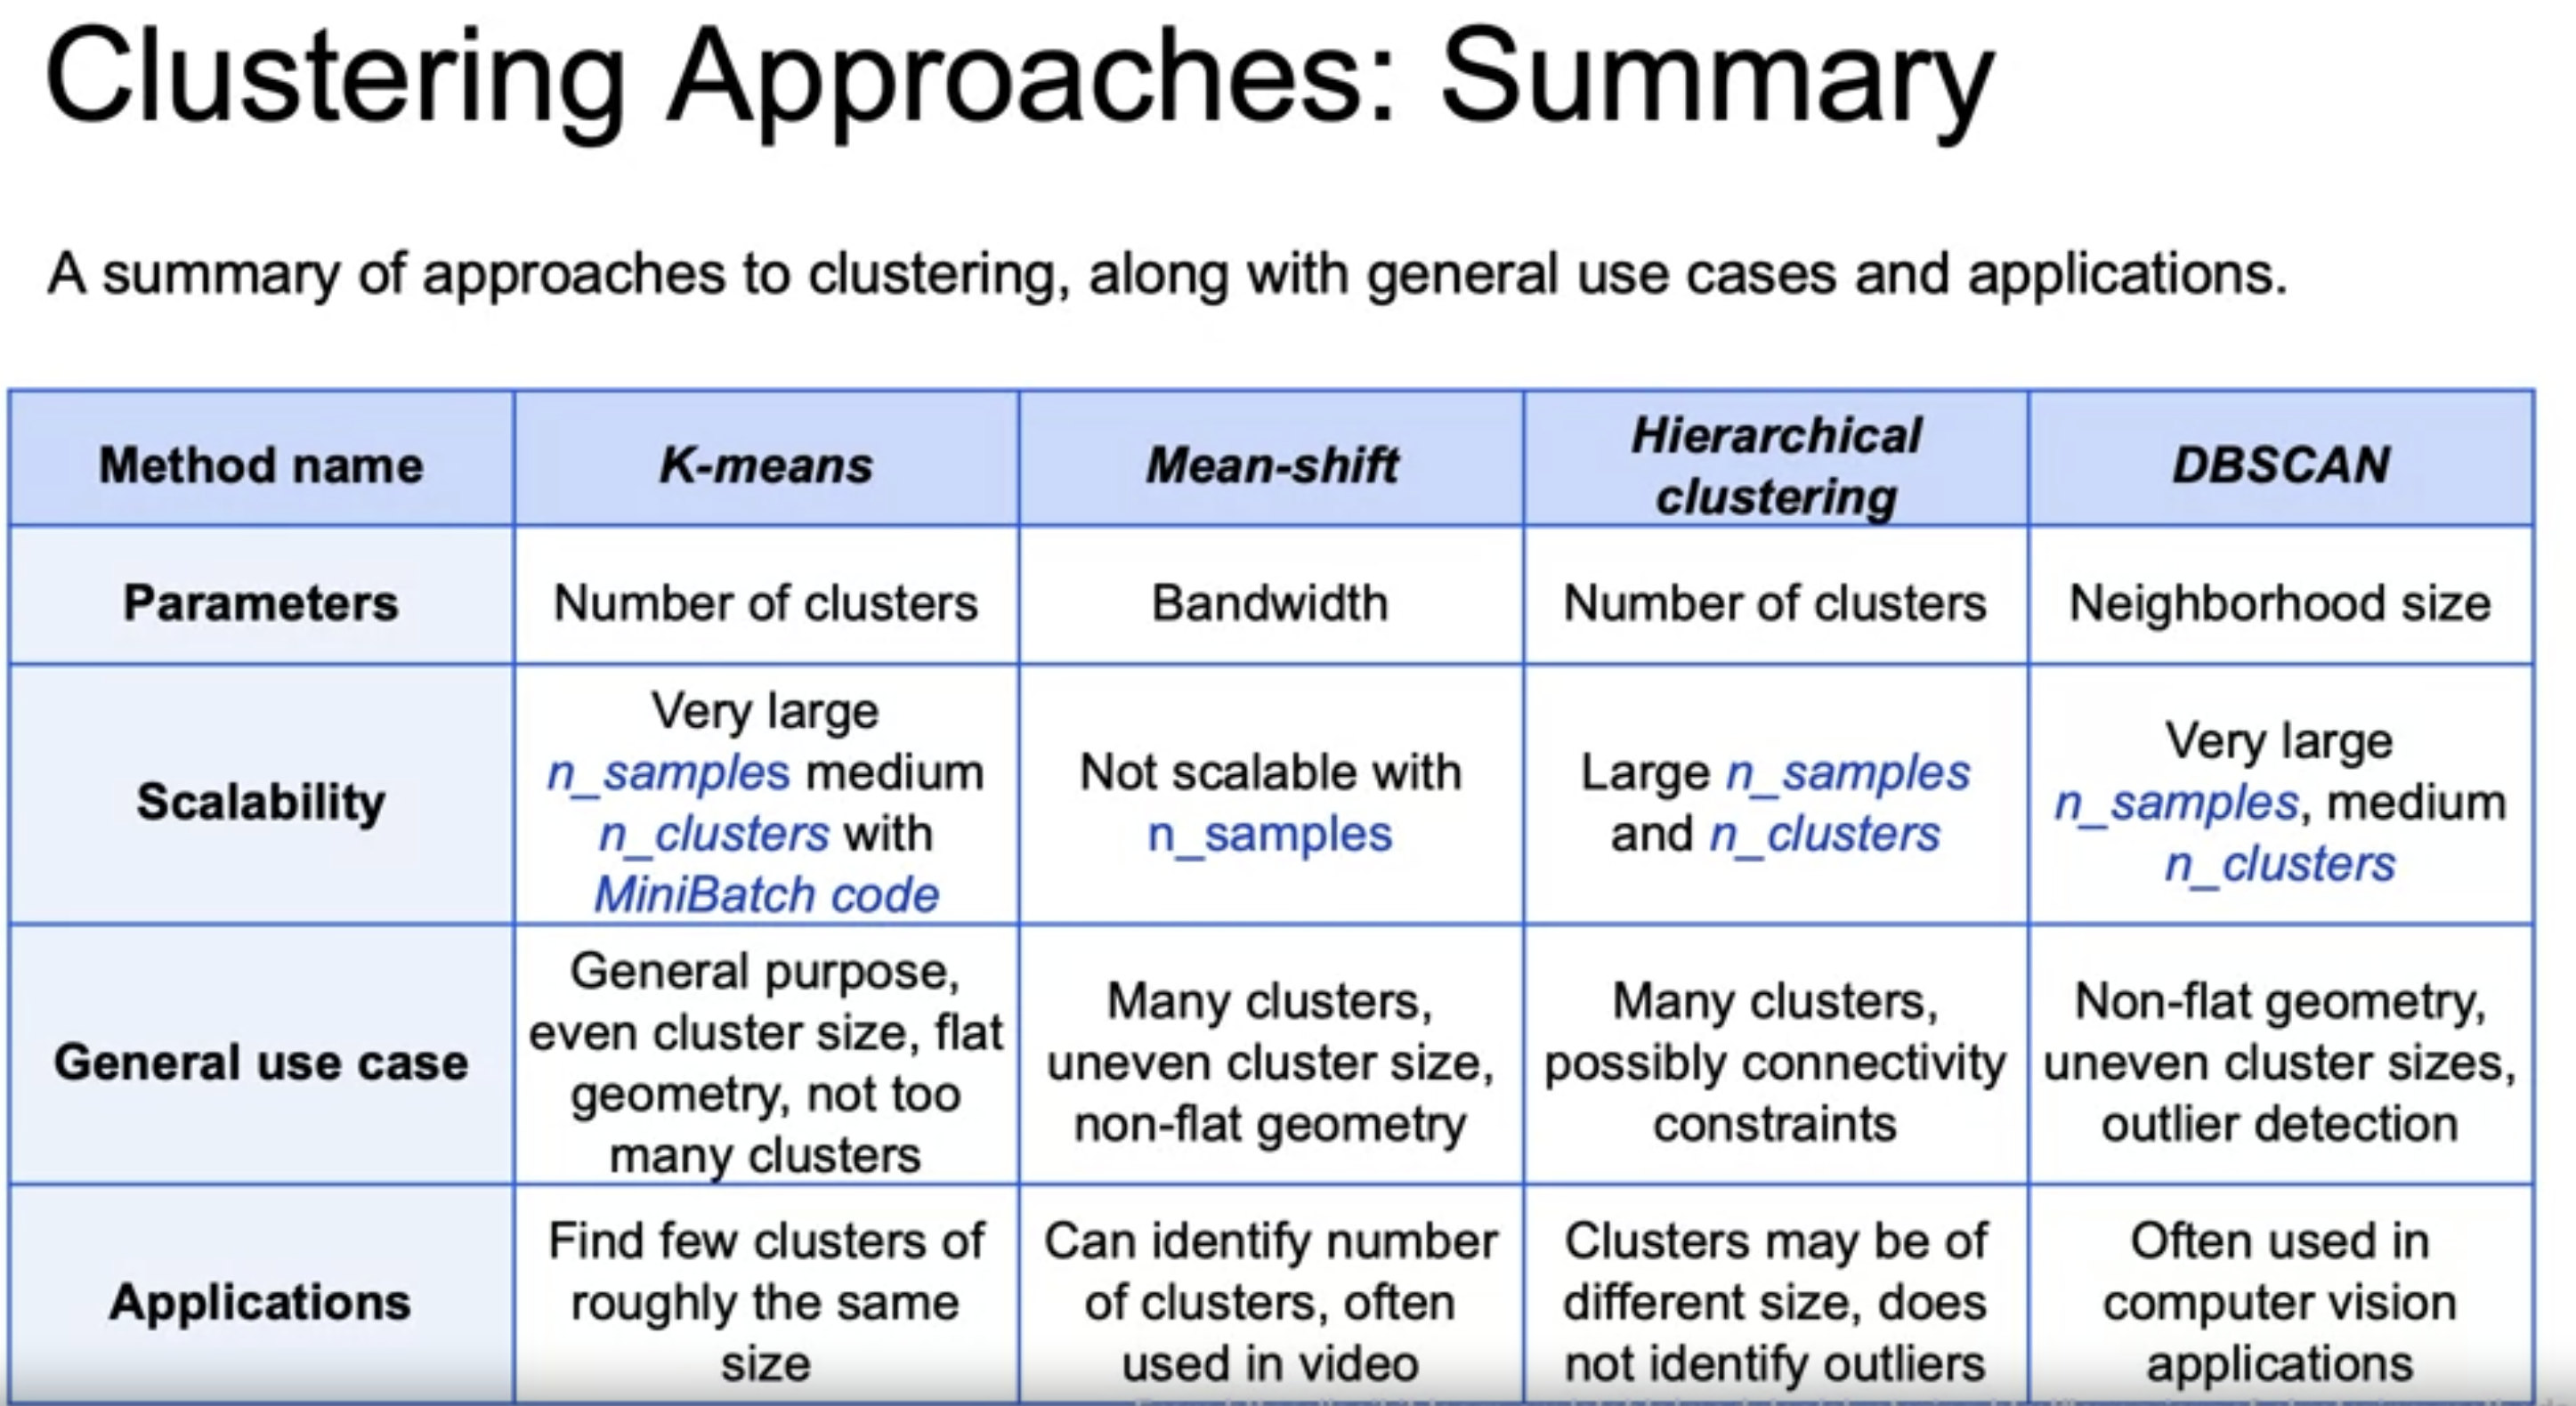 Clustering Approaches: Summary
A summary of approaches to clustering, along with general use cases and applications.
Method name
K-means
Mean-shift
Hierarchical
clustering
DBSCAN
Parameters
Number of clusters
Bandwidth
Number of clusters
Neighborhood size
Scalability
Very large
n_samples medium
n_clusters with
MiniBatch code
Not scalable with
n_samples
Large n_samples
and n_clusters
Very large
n_samples, medium
n_clusters
General use case
General purpose,
even cluster size, flat
geometry, not too
many clusters
Many clusters,
uneven cluster size,
non-flat geometry
Many clusters,
possibly connectivity
constraints
Non-flat geometry,
uneven cluster sizes,
outlier detection
Applications
Find few clusters of
roughly the same
size
Can identify number
of clusters, often
used in video
Clusters may be of
different size, does
not identify outliers
Often used in
computer vision
applications